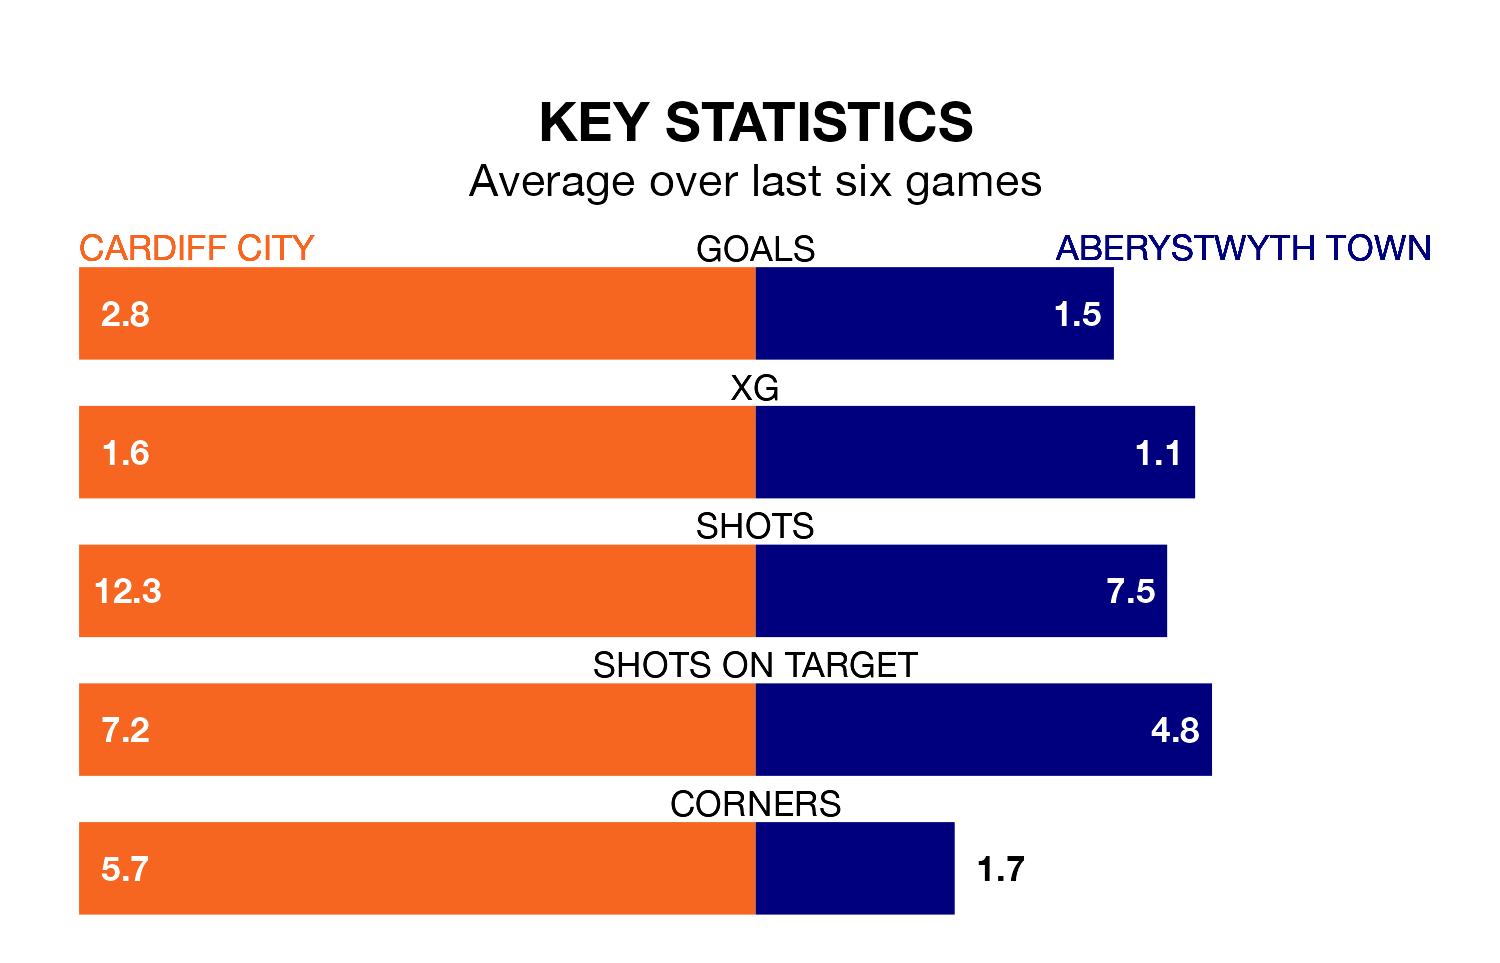 KEY STATISTICS
Average over last six games
CARDIFF CITY GOALS ABERYSTWYTH TOWN
2.8 1.5
XG
1.6 1.1
SHOTS
12.3 7.5
SHOTS ON TARGET
7.2 4.8
CORNERS
5.7 1.7